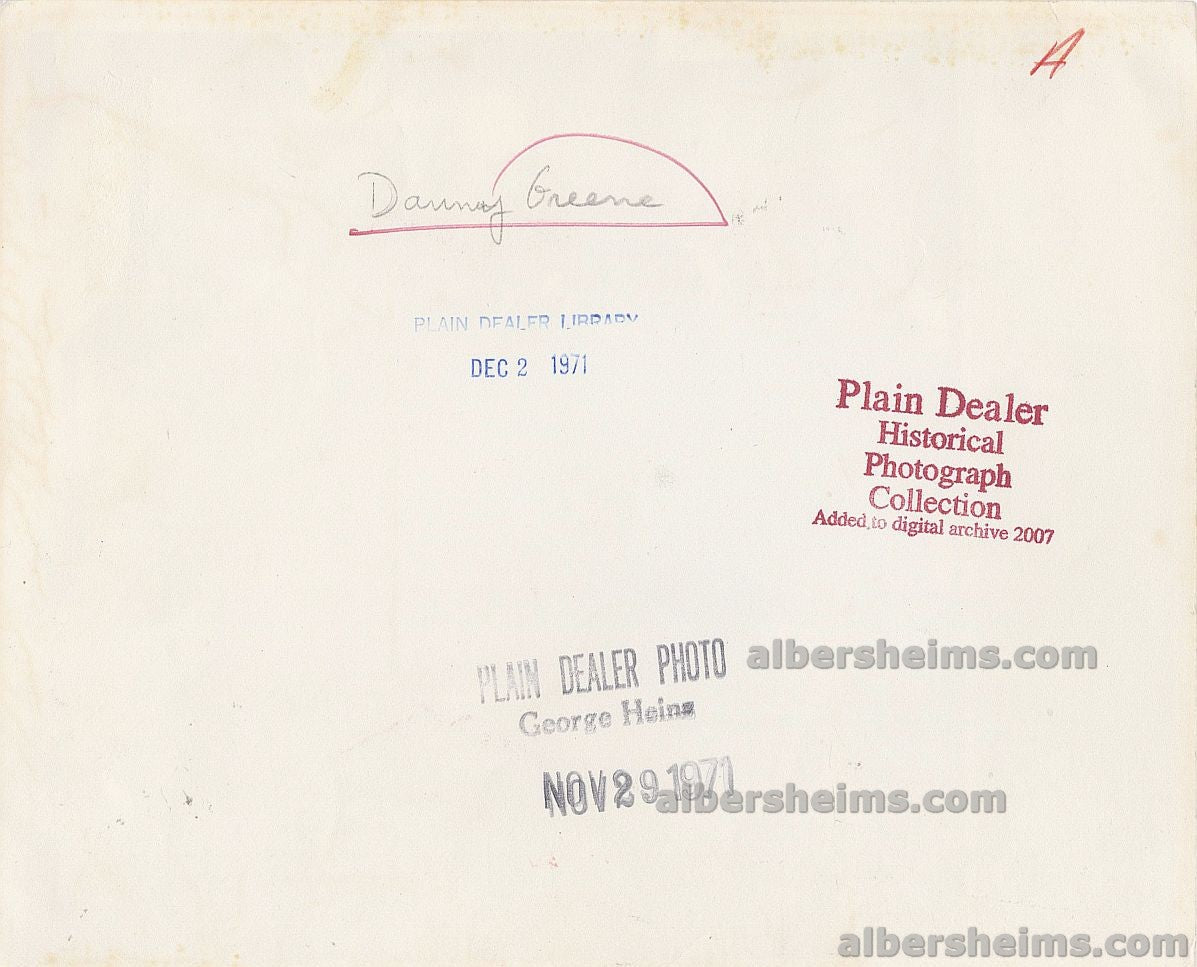 A
Danny Greene
PLAIN DEALER LIBRARY
DEC 2 1971
Plain Dealer
Historical
Photograph
Collection
Added to digital archive 2007
PLAIN DEALER PHOTO
albersheims.com
George Heinz
NOV 29 1971
albersheims.com
albersheims.com